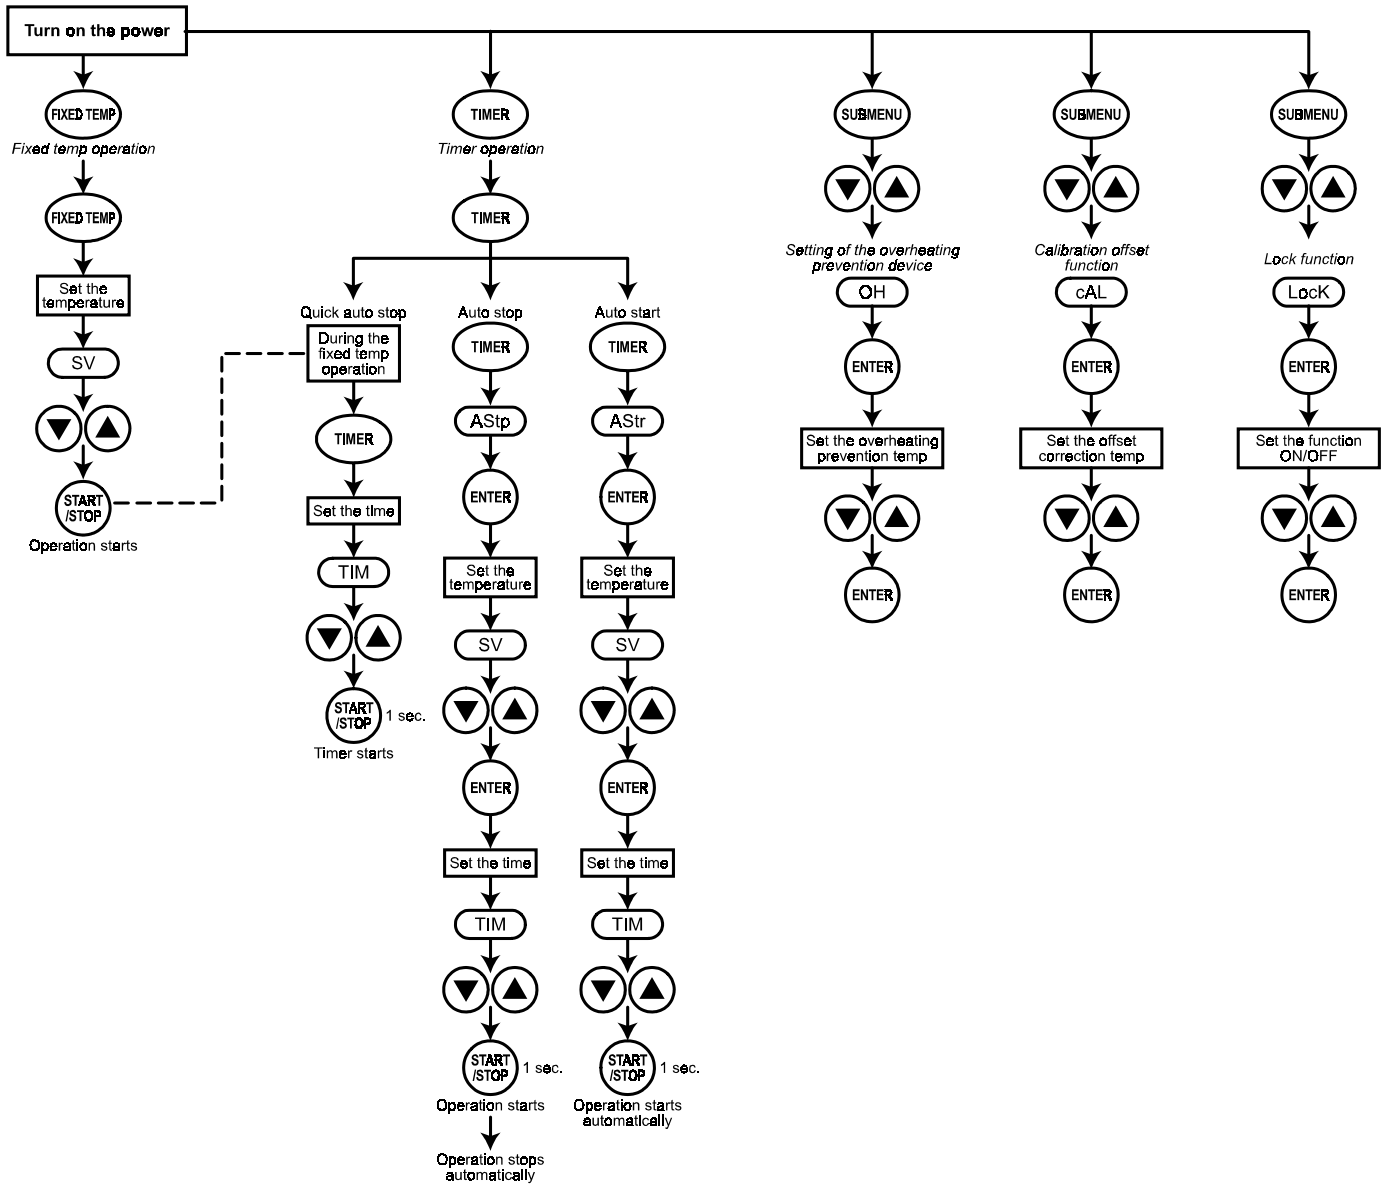 Turn on the power
FIXED TEMP
Fixed temp operation
FIXED TEMP
Set the
temperature
SV
▼ ▲
START
/STOP
Operation starts
TIMER
Timer operation
TIMER
Quick auto stop
During the
fixed temp
operation
TIMER
Set the time
TIM
▼ ▲
START
/STOP
1 sec.
Timer starts
Auto stop
TIMER
AStp
ENTER
Set the
temperature
SV
▼ ▲
ENTER
Set the time
TIM
▼ ▲
START
/STOP
1 sec.
Operation starts
Operation stops
automatically
Auto start
TIMER
AStr
ENTER
Set the
temperature
SV
▼ ▲
ENTER
Set the time
TIM
▼ ▲
START
/STOP
1 sec.
Operation starts
automatically
SUBMENU
▼ ▲
Setting of the overheating
prevention device
OH
ENTER
Set the overheating
prevention temp
▼ ▲
ENTER
SUBMENU
▼ ▲
Calibration offset
function
cAL
ENTER
Set the offset
correction temp
▼ ▲
ENTER
SUBMENU
▼ ▲
Lock function
LocK
ENTER
Set the function
ON/OFF
▼ ▲
ENTER